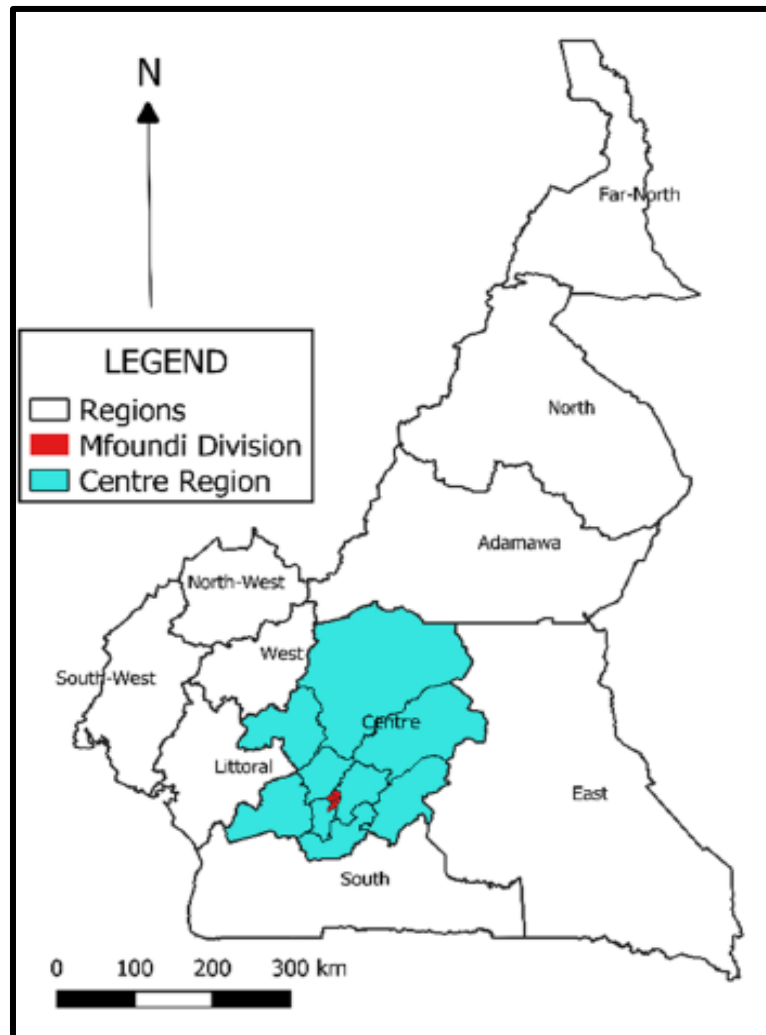 N
Far-North
LEGEND
Regions
Mfoundi Division
Centre Region
North
Adamawa
North-West
West
South-West
Centre
Littoral
East
South
0 100 200 300 km